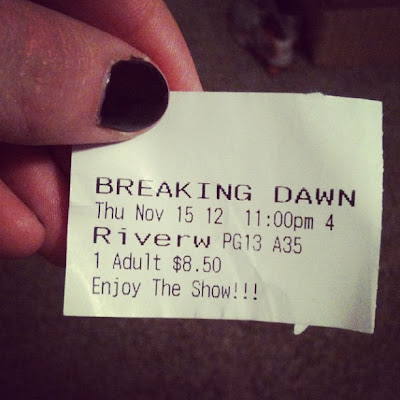 BREAKING DAWN
Thu Nov 15 12 11:00pm 4
Riverw PG13 A35
1 Adult $8.50
Enjoy The Show!!!